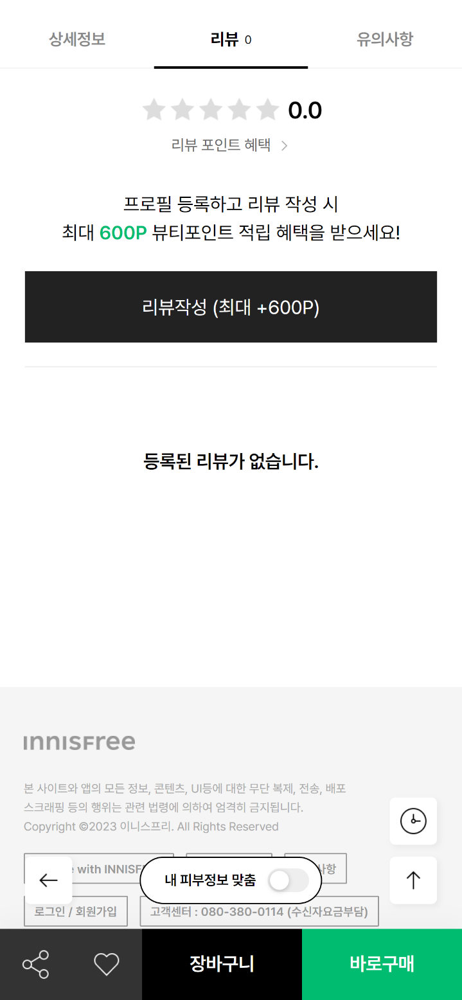 상세정보
리뷰 0
유의사항
0.0
리뷰 포인트 혜택
프로필 등록하고 리뷰 작성 시
최대 600P 뷰티포인트 적립 혜택을 받으세요!
리뷰작성 (최대 +600P)
등록된 리뷰가 없습니다.
innisfree
본 사이트와 앱의 모든 정보, 콘텐츠, UI등에 대한 무단 복제, 전송, 배포
스크래핑 등의 행위는 관련 법령에 의하여 엄격히 금지됩니다.
Copyright ©2023 이니스프리. All Rights Reserved
with
내 피부정보 맞춤
로그인 / 회원가입
고객센터 : 080-380-0114 (수신자요금부담)
장바구니
바로구매